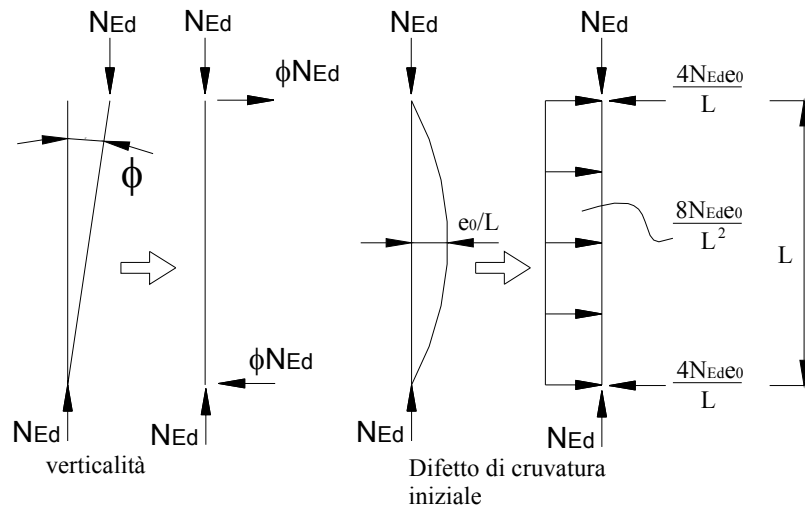 NEd NEd NEd NEd
ϕNEd
4NEde0
L
ϕ
e0/L
8NEde0
L²
L
ϕNEd
4NEde0
L
NEd NEd NEd NEd
verticalità
Difetto di cruvatura
iniziale